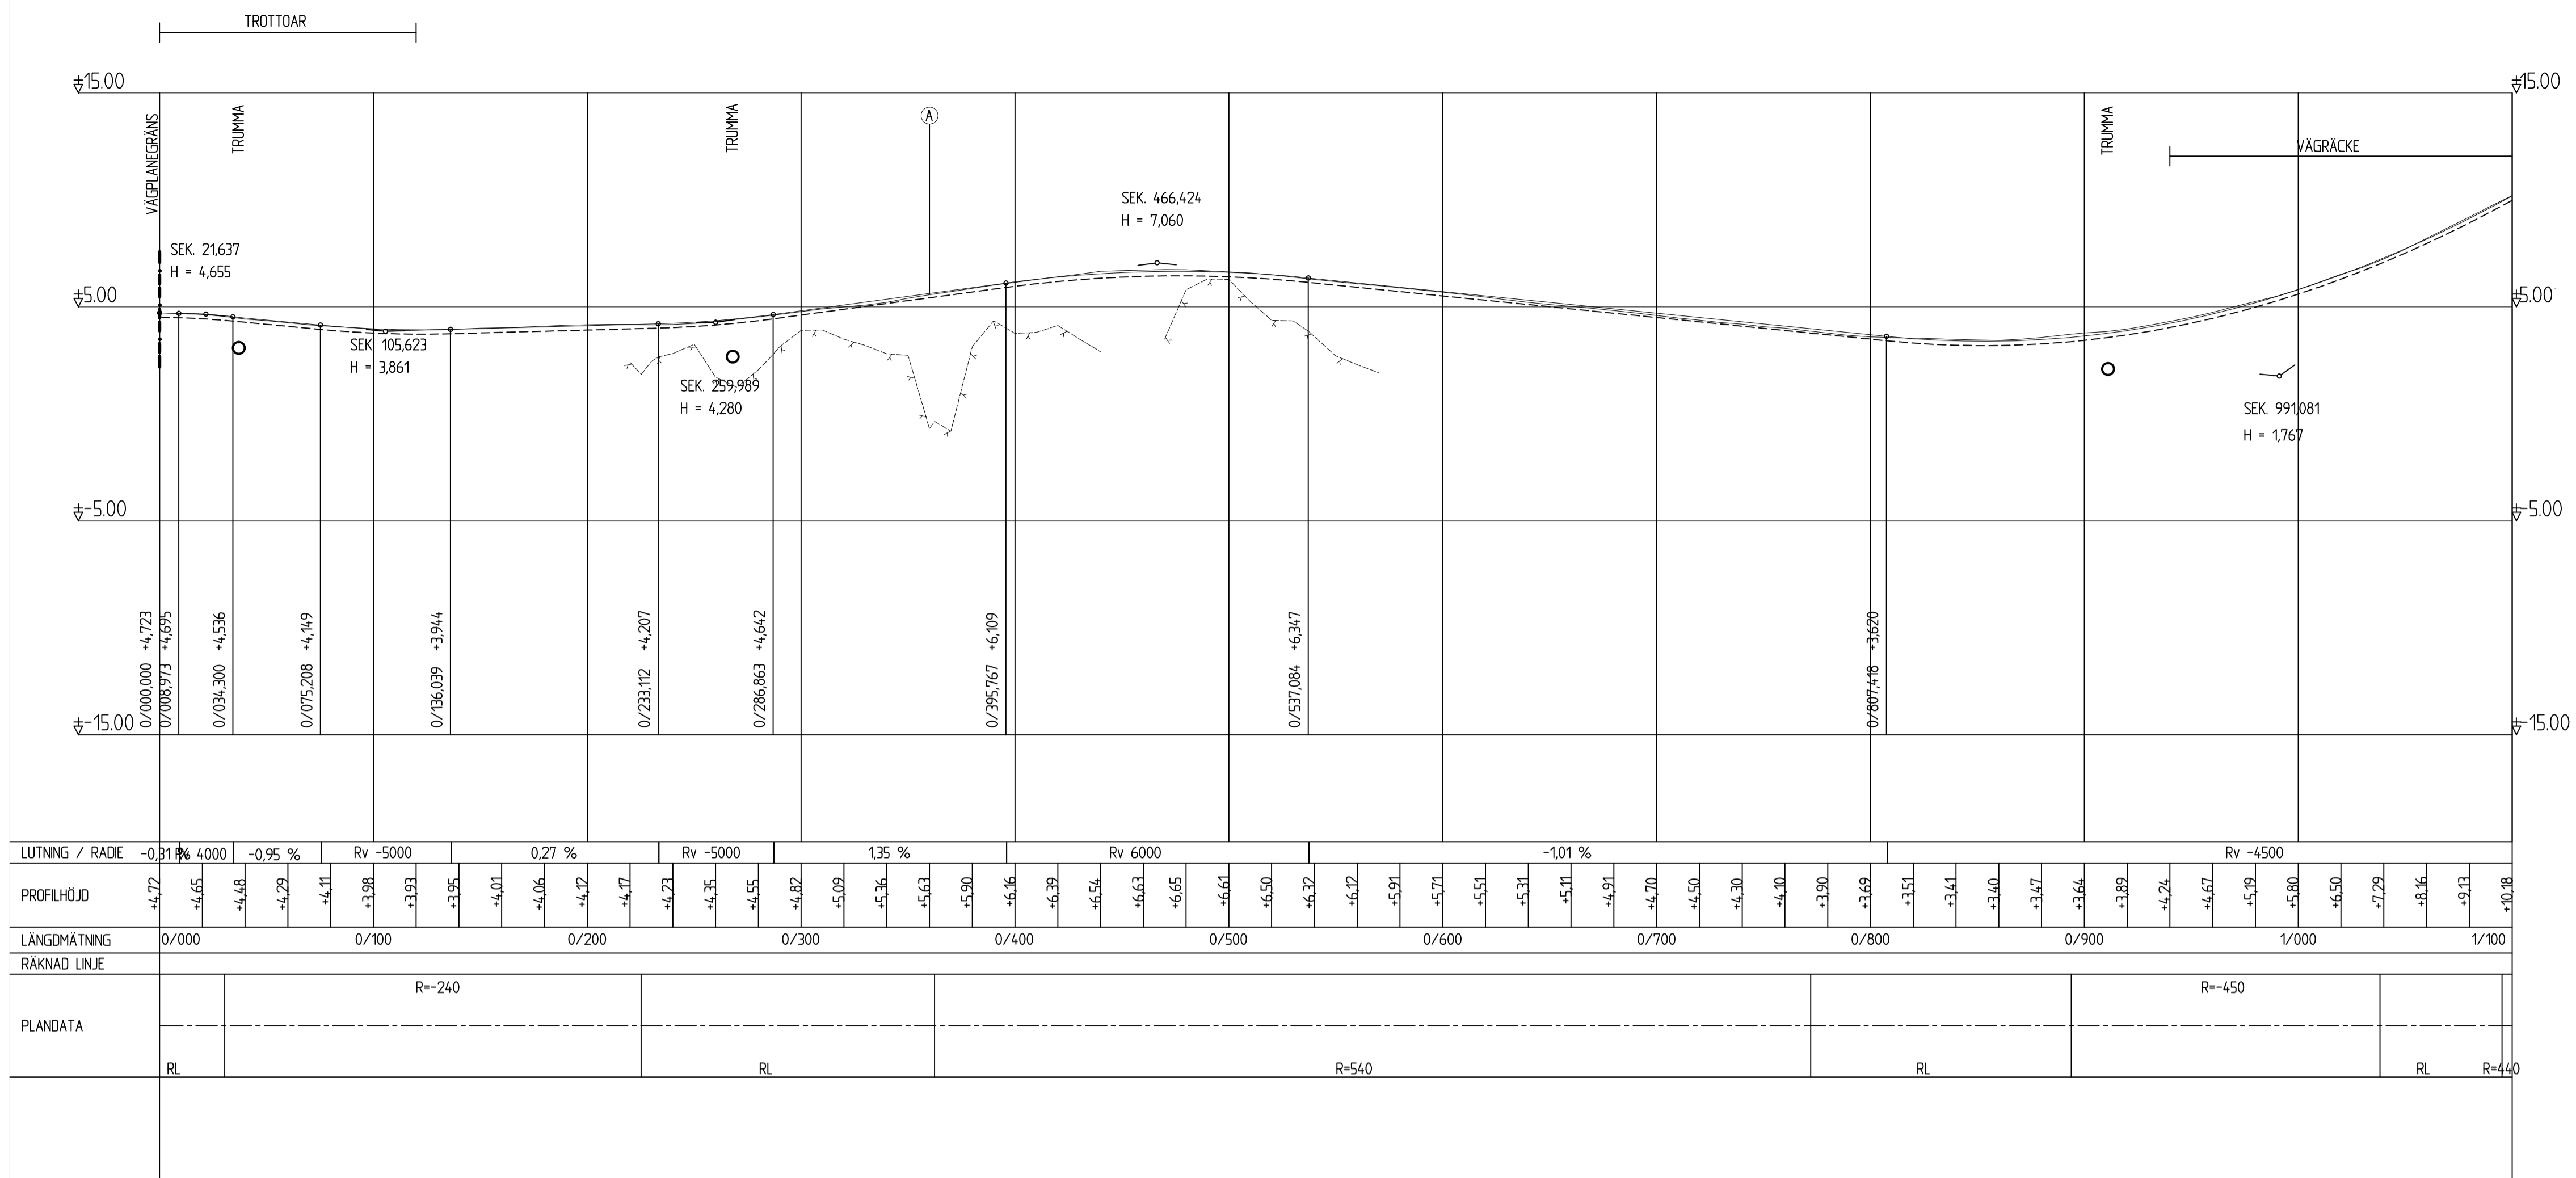 TROTTOAR
±15.00
±15.00
VÄGPLANEGRÄNS
TRUMMA
TRUMMA
A
TRUMMA
VÄGRÄCKE
SEK. 466,424
H = 7,060
SEK. 21,637
H = 4,655
±5.00
±5.00
SEK. 105,623
H = 3,861
SEK. 259,989
H = 4,280
SEK. 991,081
H = 1,767
±-5.00
±-5.00
0/000,000 +4,723
0/008,973 +4,695
0/034,300 +4,536
0/075,208 +4,149
0/136,039 +3,944
0/233,112 +4,207
0/286,863 +4,642
0/395,767 +6,109
0/537,084 +6,347
0/807,418 +3,620
±-15.00
±-15.00
LUTNING / RADIE -0,31 % Rv 4000 -0,95 % Rv -5000 0,27 % Rv -5000 1,35 % Rv 6000 -1,01 % Rv -4500
PROFILHÖJD +4,72 +4,65 +4,48 +4,29 +4,11 +3,98 +3,93 +3,95 +4,01 +4,06 +4,12 +4,17 +4,23 +4,35 +4,55 +4,82 +5,09 +5,36 +5,63 +5,90 +6,16 +6,39 +6,54 +6,63 +6,65 +6,61 +6,50 +6,32 +6,12 +5,91 +5,71 +5,51 +5,31 +5,11 +4,91 +4,70 +4,50 +4,30 +4,10 +3,90 +3,69 +3,51 +3,41 +3,40 +3,47 +3,64 +3,89 +4,24 +4,67 +5,19 +5,80 +6,50 +7,29 +8,16 +9,13 +10,18
LÄNGDMÄTNING 0/000 0/100 0/200 0/300 0/400 0/500 0/600 0/700 0/800 0/900 1/000 1/100
RÄKNAD LINJE
R=-240 R=-450
PLANDATA
RL RL R=540 RL RL R=440